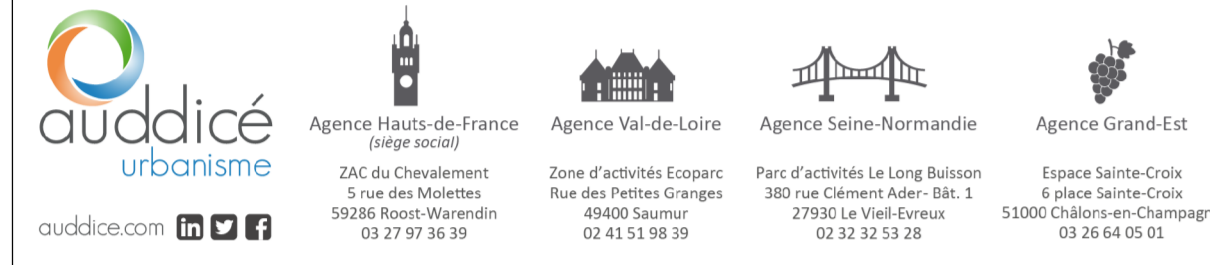 auddicé
urbanisme
auddice.com
Agence Hauts-de-France
(siège social)
ZAC du Chevalement
5 rue des Molettes
59286 Roost-Warendin
03 27 97 36 39
Agence Val-de-Loire
Zone d'activités Ecoparc
Rue des Petites Granges
49400 Saumur
02 41 51 98 39
Agence Seine-Normandie
Parc d'activités Le Long Buisson
380 rue Clément Ader- Bât. 1
27930 Le Vieil-Evreux
02 32 32 53 28
Agence Grand-Est
Espace Sainte-Croix
6 place Sainte-Croix
51000 Châlons-en-Champagn
03 26 64 05 01